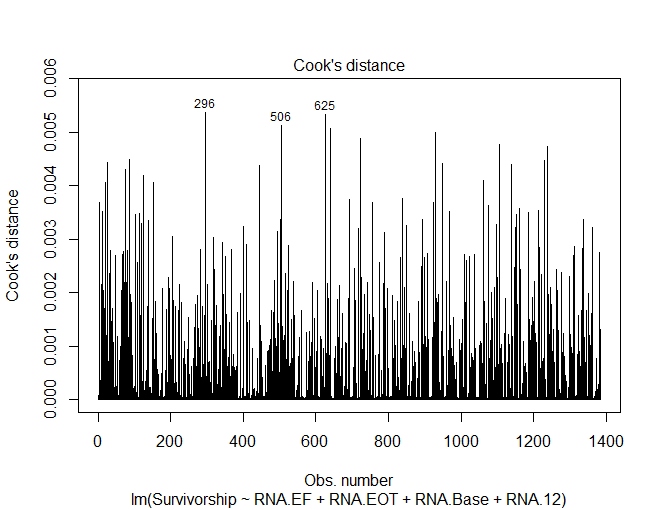 Cook's distance
0.006
0.005
0.004
0.003
0.002
0.001
0.000
Cook's distance
296
506
625
0 200 400 600 800 1000 1200 1400
Obs. number
lm(Survivorship ~ RNA.EF + RNA.EOT + RNA.Base + RNA.12)